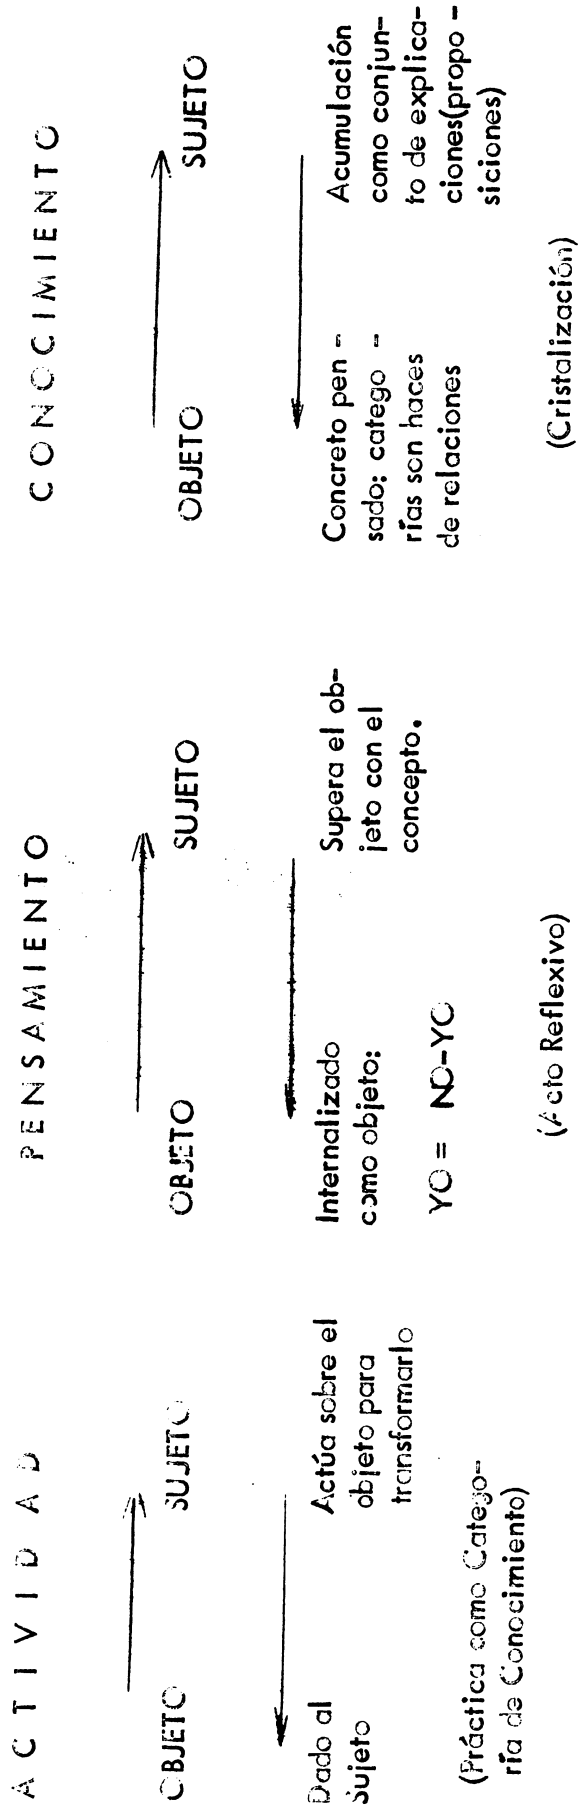 ACTIVIDAD
OBJETO
SUJETO
Dado al
Sujeto
Actúa sobre el
objeto para
transformarlo
(Práctica como Catego-
ría de Conocimiento)
PENSAMIENTO
OBJETO
SUJETO
Internalizado
como objeto:
YO = NO-YO
Supera el ob-
jeto con el
concepto.
(Acto Reflexivo)
CONOCIMIENTO
OBJETO
SUJETO
Concreto pen -
sado: catego -
rías son haces
de relaciones
Acumulación
como conjun-
to de explica-
ciones(propo -
siciones)
(Cristalización)